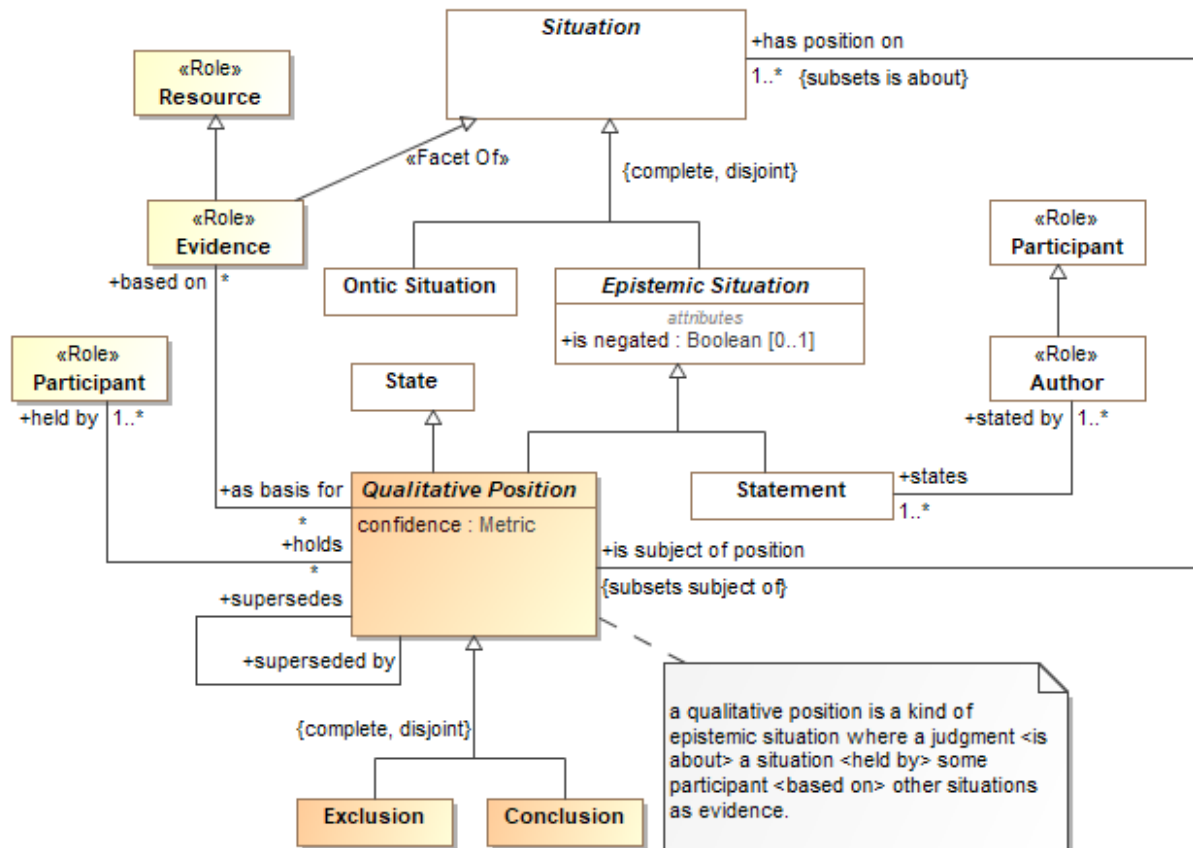 Situation
+has position on
1..* {subsets is about}
«Role»
Resource
«Facet Of»
{complete, disjoint}
«Role»
Evidence
+based on *
«Role»
Participant
Ontic Situation
Epistemic Situation
attributes
+is negated : Boolean [0..1]
«Role»
Participant
+held by 1..*
State
«Role»
Author
+stated by 1..*
+as basis for
*
Qualitative Position
confidence : Metric
Statement
+states
1..*
+holds
*
+is subject of position
{subsets subject of}
+supersedes
+superseded by
{complete, disjoint}
a qualitative position is a kind of
epistemic situation where a judgment <is
about> a situation <held by> some
participant <based on> other situations
as evidence.
Exclusion
Conclusion